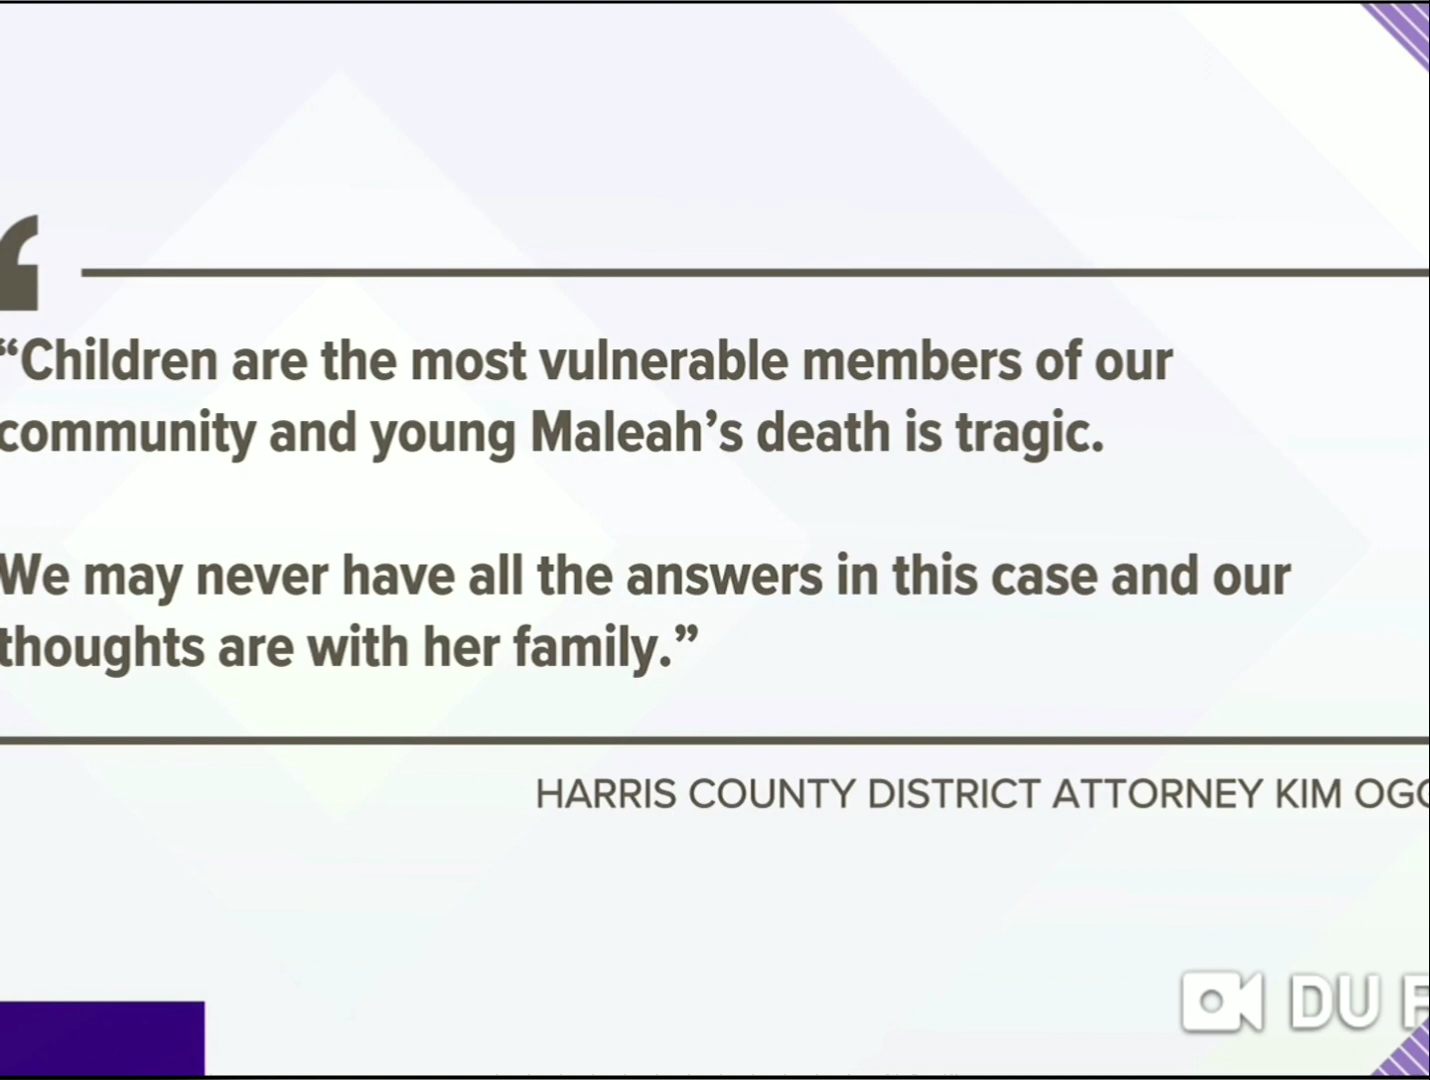 “Children are the most vulnerable members of our
community and young Maleah’s death is tragic.
We may never have all the answers in this case and our
thoughts are with her family.”
HARRIS COUNTY DISTRICT ATTORNEY KIM
DU